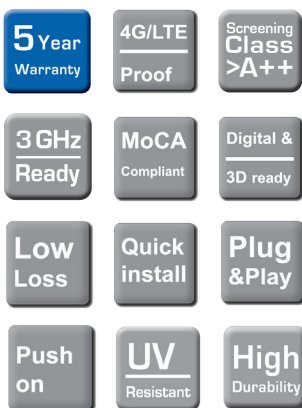 5 Year
Warranty
4G/LTE
Proof
Screening
Class
>A++
3 GHz
Ready
MoCA
Compliant
Digital &
3D ready
Low
Loss
Quick
install
Plug
&Play
Push
on
UV
Resistant
High
Durability